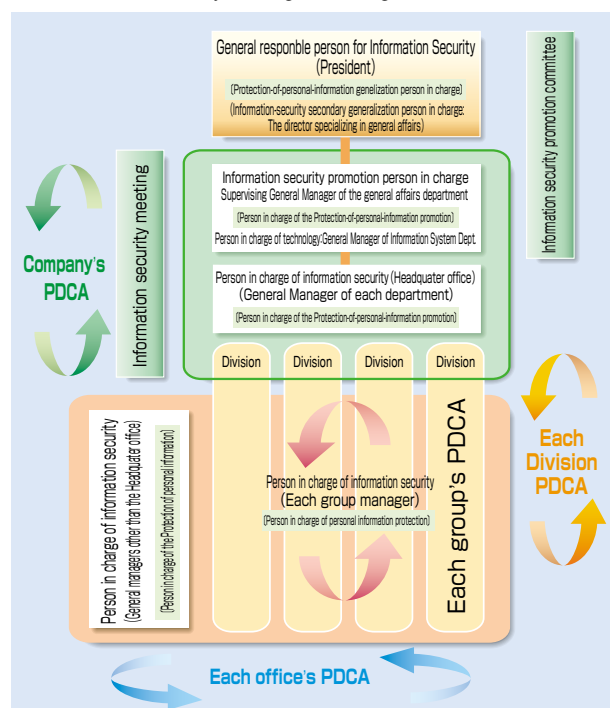 General responble person for Information Security
(President)
(Protection-of-personal-information genelization person in charge)
(Information-security secondary generalization person in charge:
The director specializing in general affairs)
Information security promotion committee
Information security promotion person in charge
Supervising General Manager of the general affairs department
(Person in charge of the Protection-of-personal-information promotion)
Person in charge of technology:General Manager of Information System Dept.
Information security meeting
Company's
PDCA
Person in charge of information security (Headquater office)
(General Manager of each department)
(Person in charge of the Protection-of-personal-information promotion)
Division
Division
Division
Division
Person in charge of information security
(General managers other than the Headquater office)
(Person in charge of the Protection of personal information)
Person in charge of information security
(Each group manager)
(Person in charge of personal information protection)
Each group's PDCA
Each
Division
PDCA
Each office's PDCA